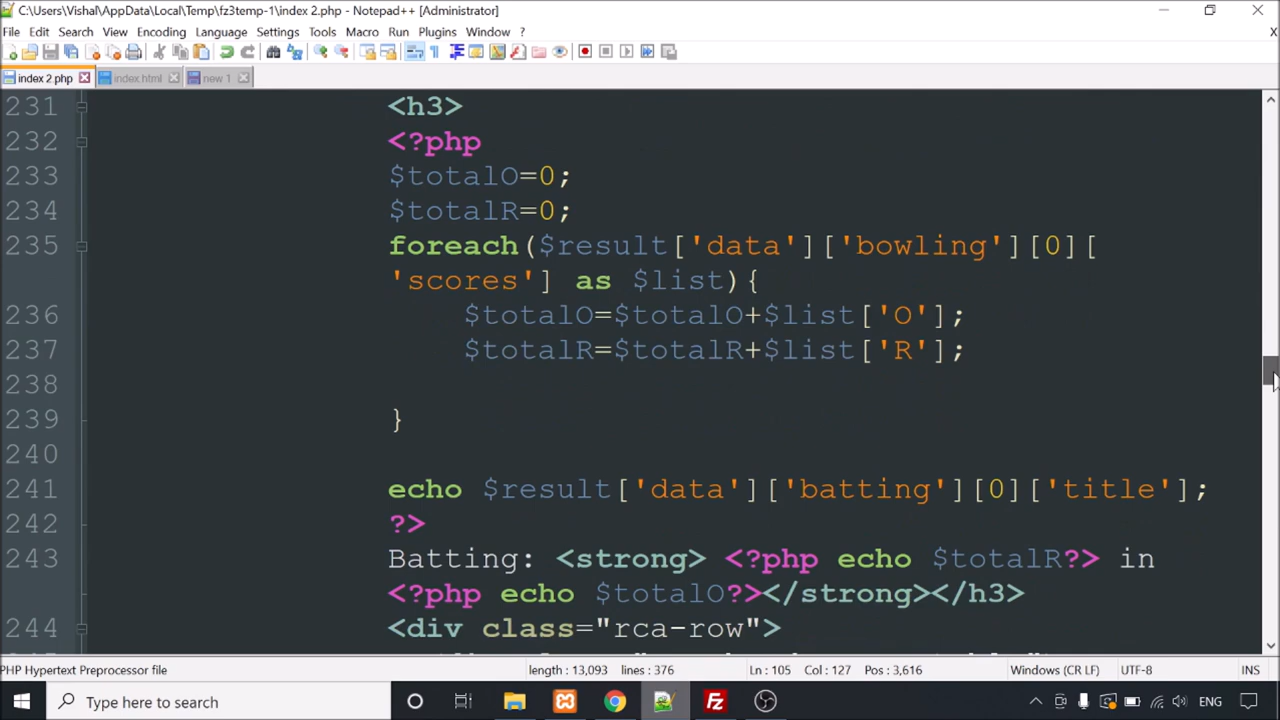 C:\Users\Vishal\AppData\Local\Temp\fz3temp-1\index 2.php - Notepad++ [Administrator]
File Edit Search View Encoding Language Settings Tools Macro Run Plugins Window ? X
index 2.php index.html new 1
231 <h3>
232 <?php
233 $totalO=0;
234 $totalR=0;
235 foreach($result['data']['bowling'][0][
'scores'] as $list){
236 $totalO=$totalO+$list['O'];
237 $totalR=$totalR+$list['R'];
238
239 }
240
241 echo $result['data']['batting'][0]['title'];
242 ?>
243 Batting: <strong> <?php echo $totalR?> in
<?php echo $totalO?></strong></h3>
244 <div class="rca-row">
PHP Hypertext Preprocessor file length : 13,093 lines : 376 Ln : 105 Col : 127 Pos : 3,616 Windows (CR LF) UTF-8 INS
Type here to search ENG